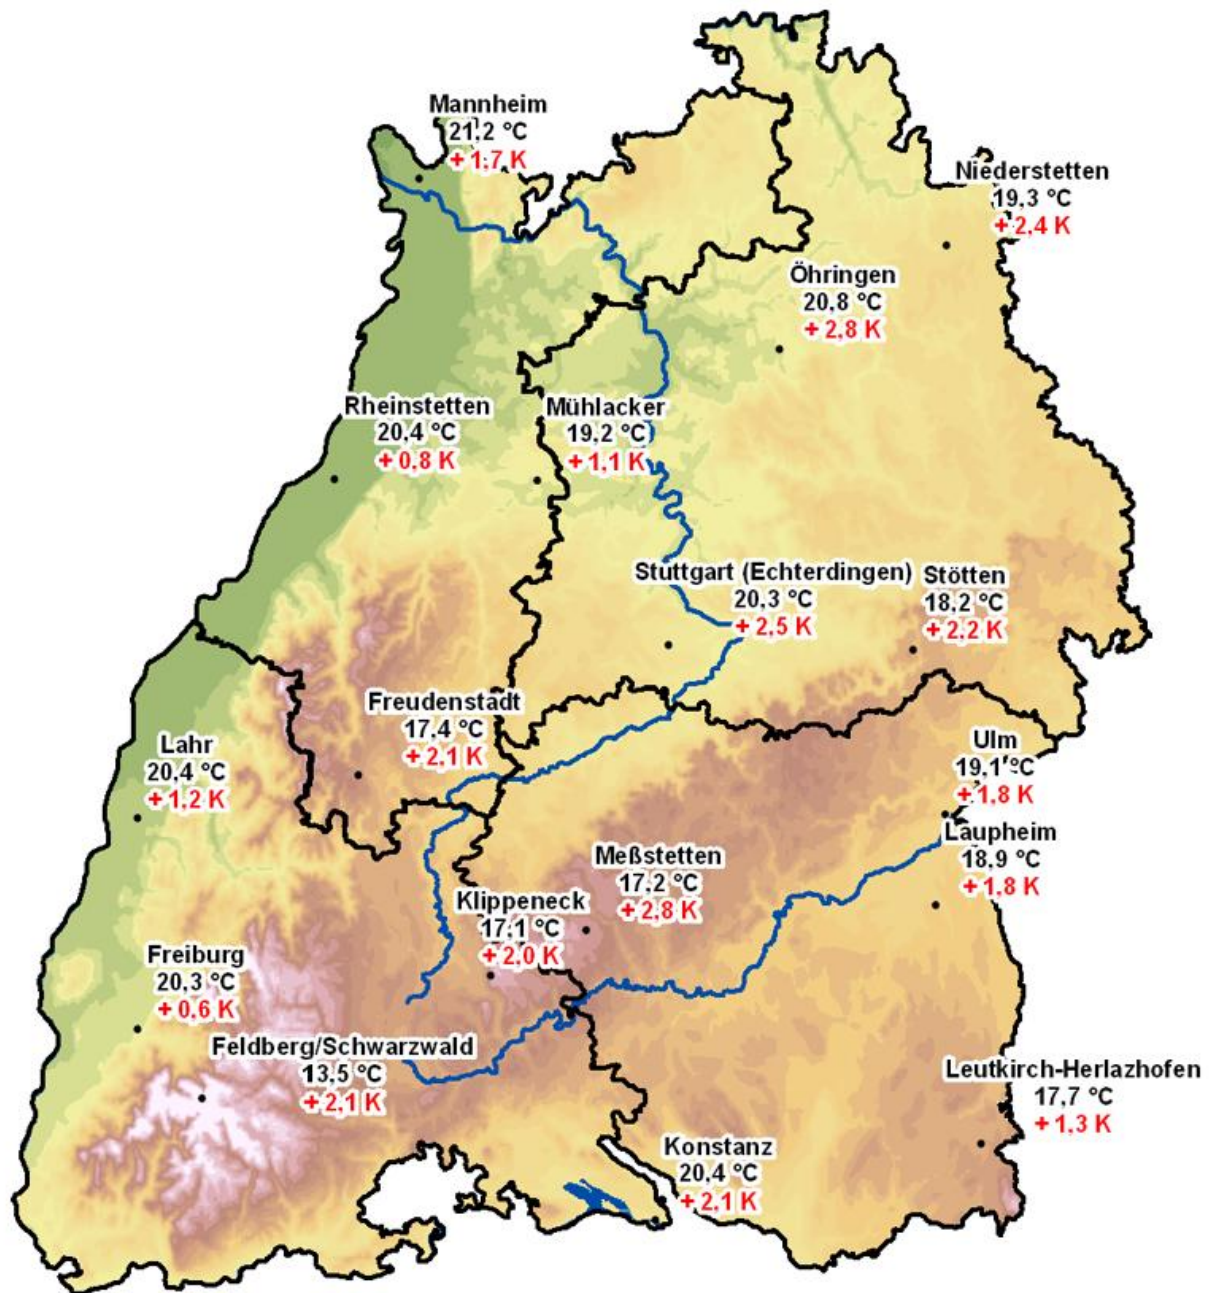 Mannheim
21,2 °C
+ 1,7 K
Niederstetten
19,3 °C
+ 2,4 K
Öhringen
20,8 °C
+ 2,8 K
Rheinstetten
20,4 °C
+ 0,8 K
Mühlacker
19,2 °C
+ 1,1 K
Stuttgart (Echterdingen)
20,3 °C
+ 2,5 K
Stötten
18,2 °C
+ 2,2 K
Freudenstadt
17,4 °C
+ 2,1 K
Lahr
20,4 °C
+ 1,2 K
Ulm
19,1 °C
+ 1,8 K
Laupheim
18,9 °C
+ 1,8 K
Meßstetten
17,2 °C
+ 2,8 K
Klippeneck
17,1 °C
+ 2,0 K
Freiburg
20,3 °C
+ 0,6 K
Feldberg/Schwarzwald
13,5 °C
+ 2,1 K
Leutkirch-Herlazhofen
17,7 °C
+ 1,3 K
Konstanz
20,4 °C
+ 2,1 K